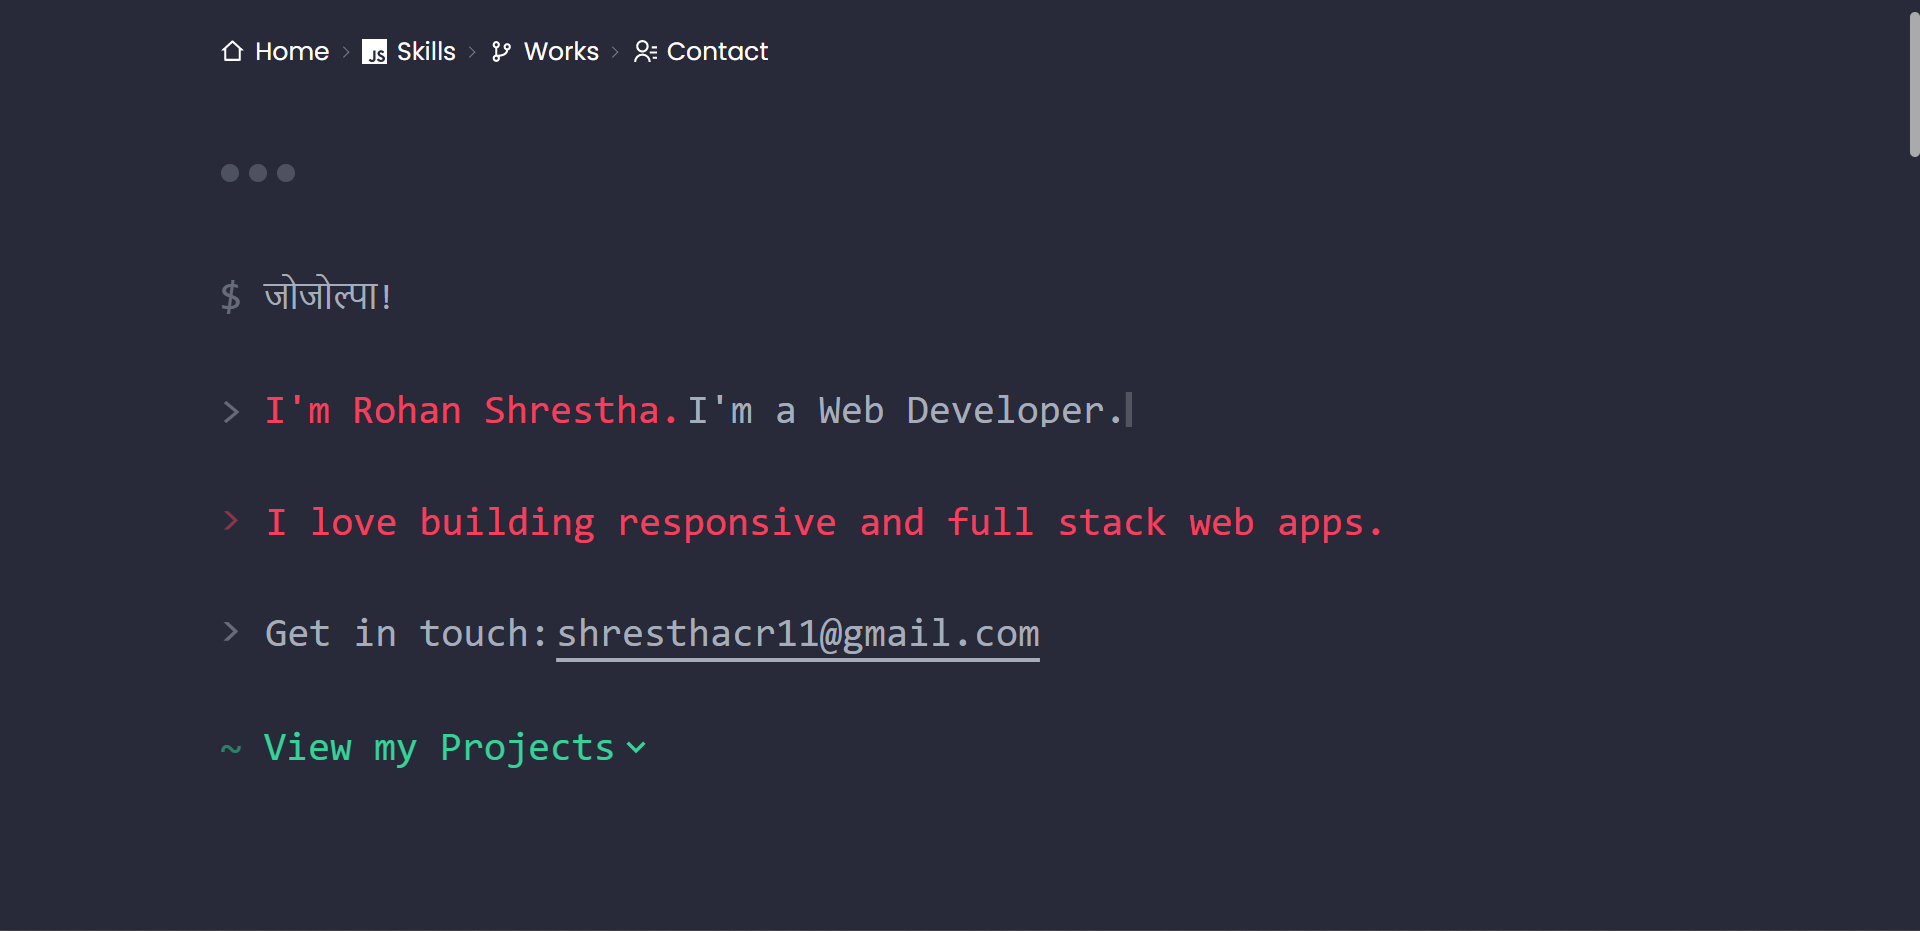 Home > JS Skills > Works > Contact
$ जोजोल्पा!
> I'm Rohan Shrestha. I'm a Web Developer.
> I love building responsive and full stack web apps.
> Get in touch: shresthacr11@gmail.com
~ View my Projects